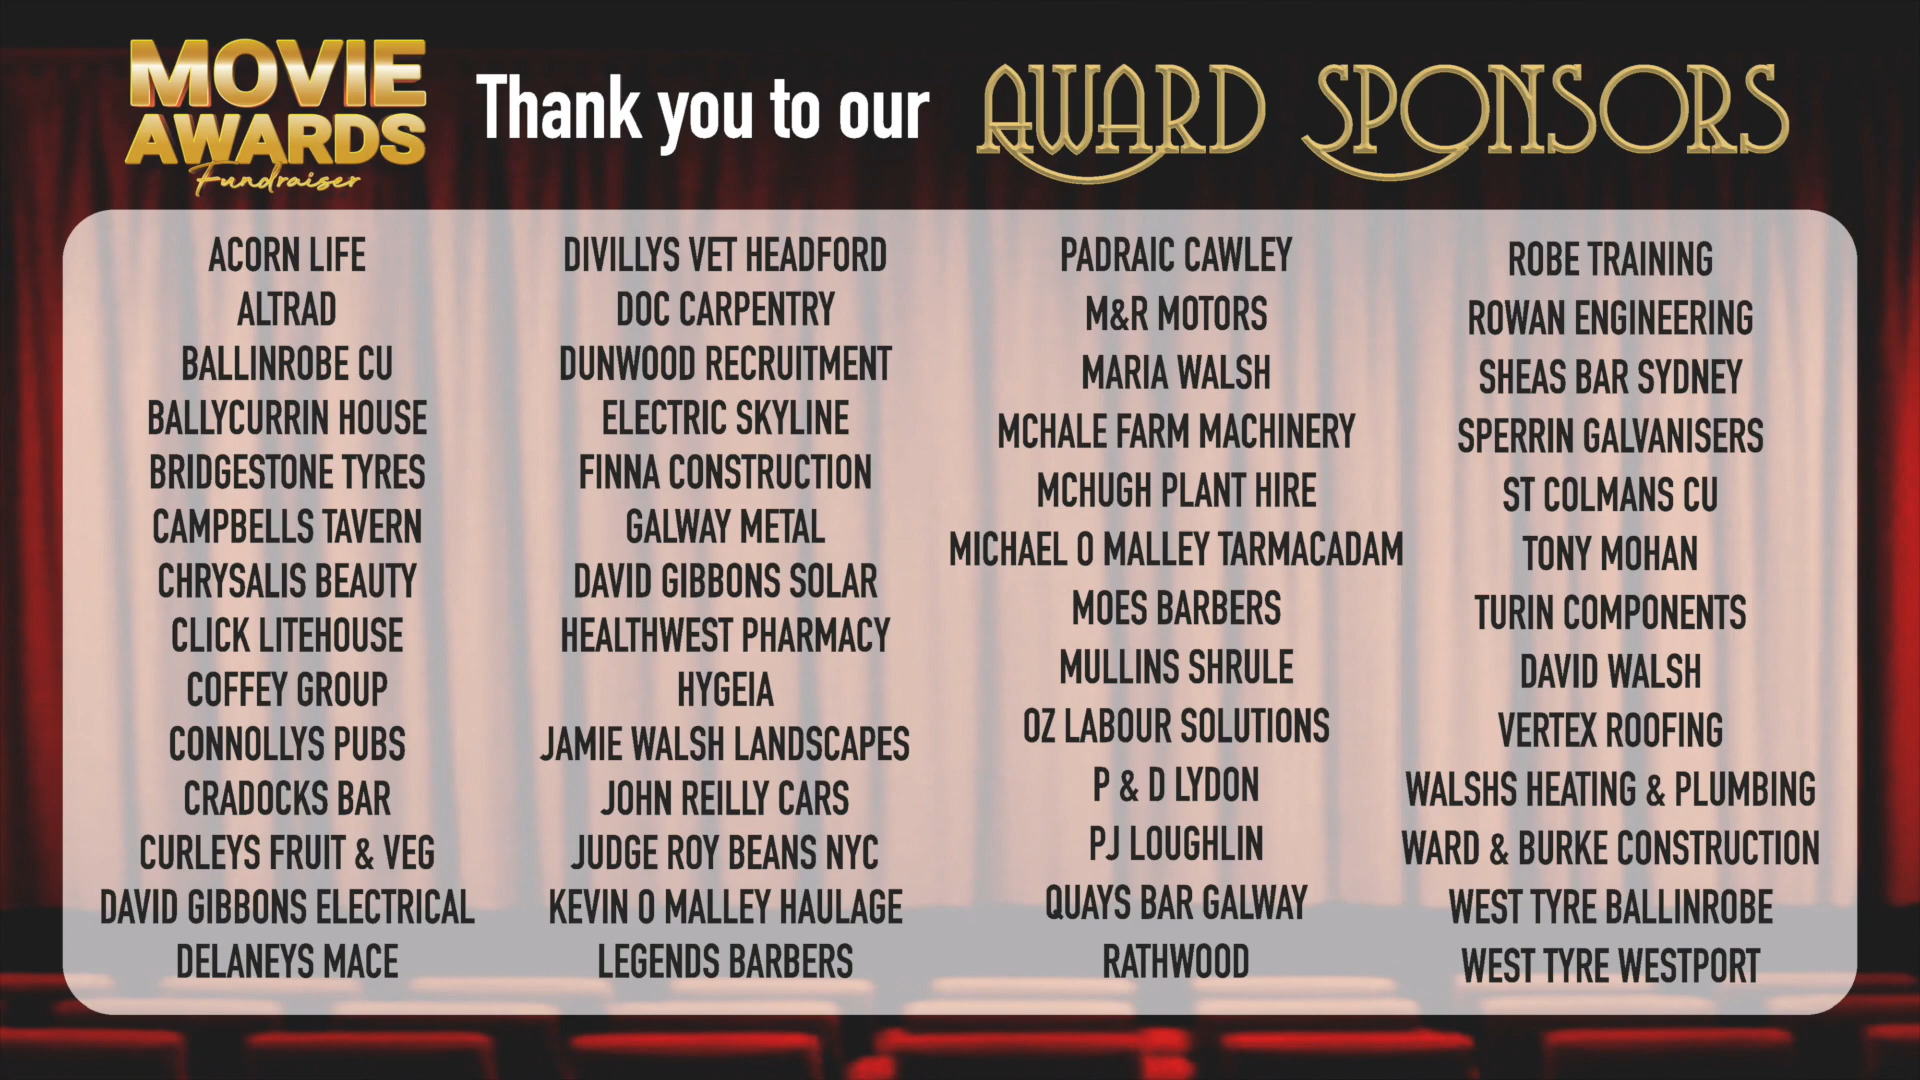 MOVIE
AWARDS
Fundraiser
Thank you to our
AWARD SPONSORS
ACORN LIFE
ALTRAD
BALLINROBE CU
BALLYCURRIN HOUSE
BRIDGESTONE TYRES
CAMPBELLS TAVERN
CHRYSALIS BEAUTY
CLICK LITEHOUSE
COFFEY GROUP
CONNOLLYS PUBS
CRADOCKS BAR
CURLEYS FRUIT & VEG
DAVID GIBBONS ELECTRICAL
DELANEYS MACE
DIVILLYS VET HEADFORD
DOC CARPENTRY
DUNWOOD RECRUITMENT
ELECTRIC SKYLINE
FINNA CONSTRUCTION
GALWAY METAL
DAVID GIBBONS SOLAR
HEALTHWEST PHARMACY
HYGEIA
JAMIE WALSH LANDSCAPES
JOHN REILLY CARS
JUDGE ROY BEANS NYC
KEVIN O MALLEY HAULAGE
LEGENDS BARBERS
PADRAIC CAWLEY
M&R MOTORS
MARIA WALSH
MCHALE FARM MACHINERY
MCHUGH PLANT HIRE
MICHAEL O MALLEY TARMACADAM
MOES BARBERS
MULLINS SHRULE
OZ LABOUR SOLUTIONS
P & D LYDON
PJ LOUGHLIN
QUAYS BAR GALWAY
RATHWOOD
ROBE TRAINING
ROWAN ENGINEERING
SHEAS BAR SYDNEY
SPERRIN GALVANISERS
ST COLMANS CU
TONY MOHAN
TURIN COMPONENTS
DAVID WALSH
VERTEX ROOFING
WALSHS HEATING & PLUMBING
WARD & BURKE CONSTRUCTION
WEST TYRE BALLINROBE
WEST TYRE WESTPORT